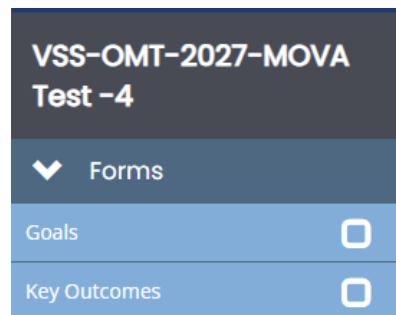 VSS-OMT-2027-MOVA
Test -4
Forms
Goals
Key Outcomes